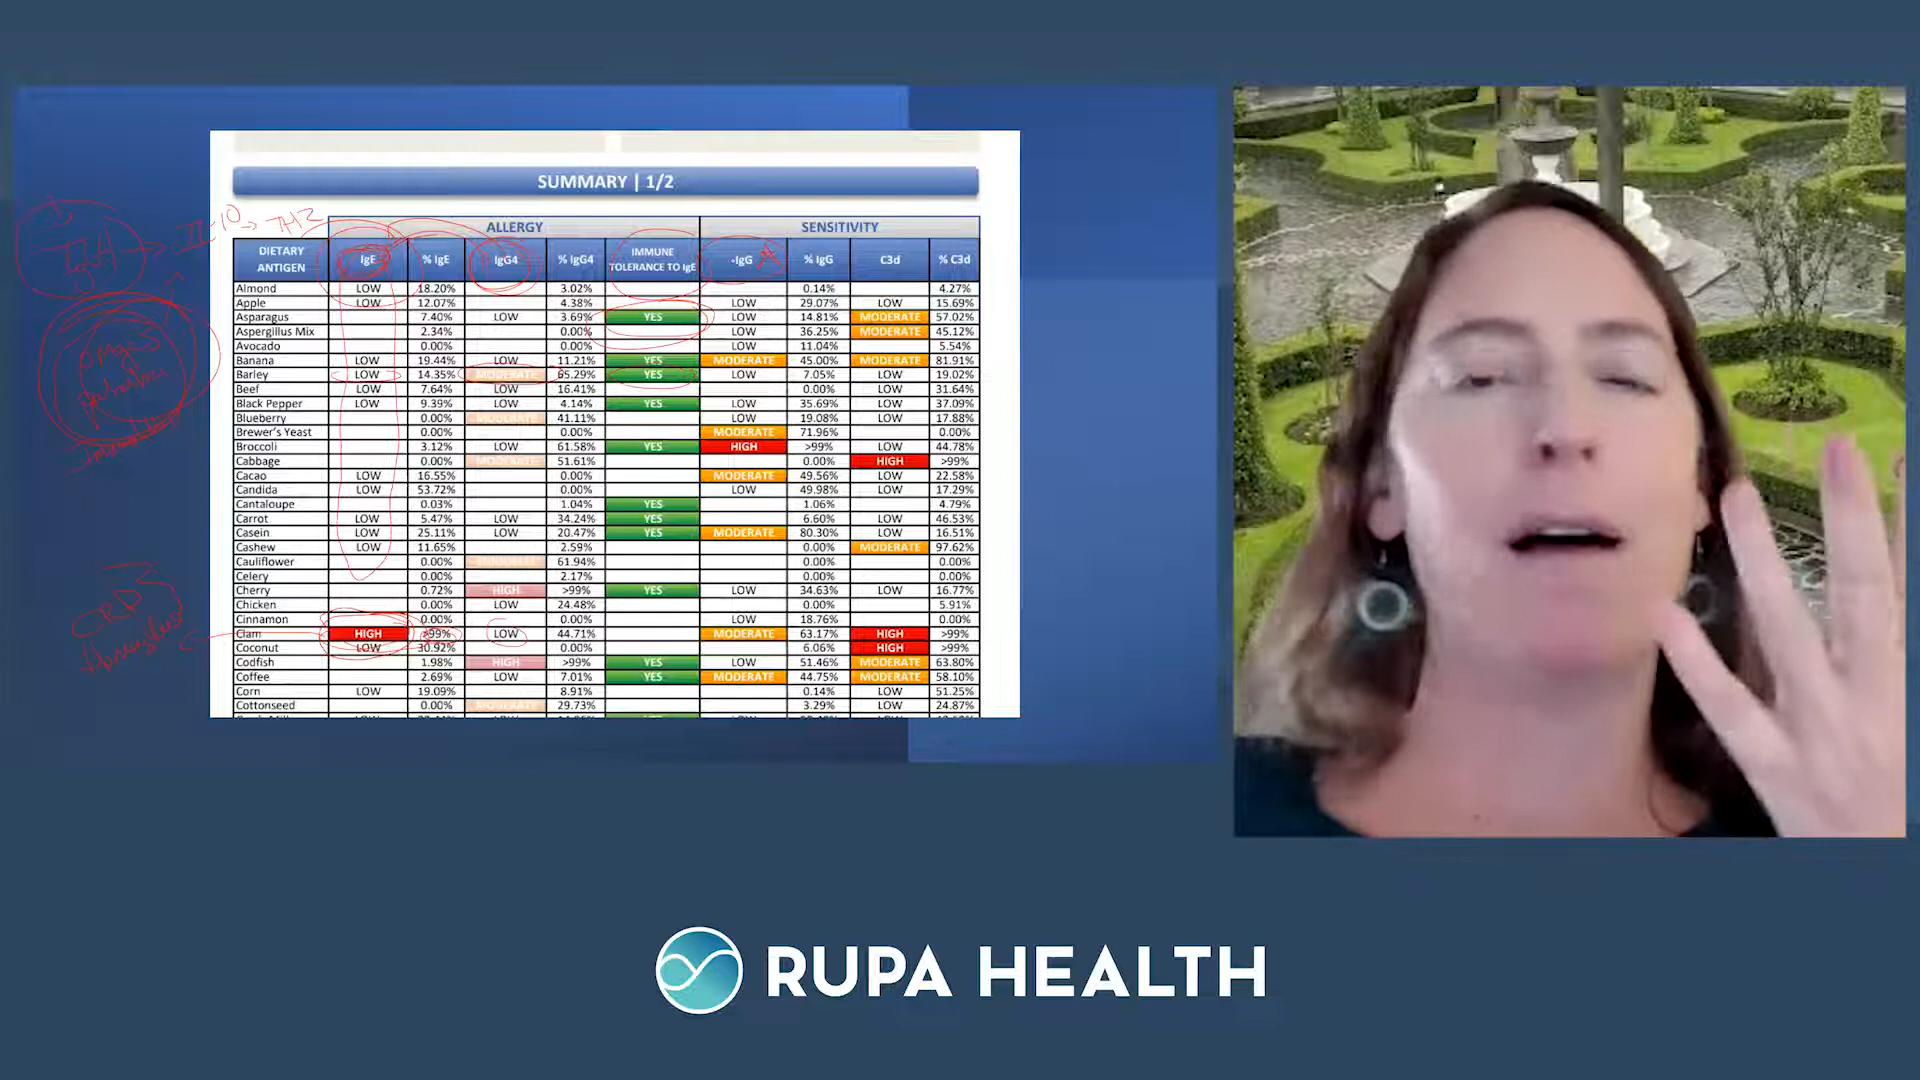 SUMMARY | 1/2
ALLERGY SENSITIVITY
DIETARY ANTIGEN IgE % IgE IgG4 % IgG4 IMMUNE TOLERANCE TO IgE -IgG % IgG C3d % C3d
Almond LOW 18.20% 3.02% 0.14% 4.27%
Apple LOW 12.07% 4.38% LOW 29.07% LOW 15.69%
Asparagus 7.40% LOW 3.69% YES LOW 14.81% MODERATE 57.02%
Aspergillus Mix 2.34% 0.00% LOW 36.25% MODERATE 45.12%
Avocado 0.00% 0.00% LOW 11.04% 5.54%
Banana LOW 19.44% LOW 11.21% YES MODERATE 45.00% MODERATE 81.91%
Barley LOW 14.35% MODERATE 65.29% YES LOW 7.05% LOW 19.02%
Beef LOW 7.64% LOW 16.41% 0.00% LOW 31.64%
Black Pepper LOW 9.39% LOW 4.14% YES LOW 35.69% LOW 37.09%
Blueberry 0.00% MODERATE 41.11% LOW 19.08% LOW 17.88%
Brewer's Yeast 0.00% 0.00% MODERATE 71.96% 0.00%
Broccoli 3.12% LOW 61.58% YES HIGH >99% LOW 44.78%
Cabbage 0.00% MODERATE 51.61% 0.00% HIGH >99%
Cacao LOW 16.55% 0.00% MODERATE 49.56% LOW 22.58%
Candida LOW 53.72% 0.00% LOW 49.98% LOW 17.29%
Cantaloupe 0.03% 1.04% YES 1.06% 4.79%
Carrot LOW 5.47% LOW 34.24% YES 6.60% LOW 46.53%
Casein LOW 25.11% LOW 20.47% YES MODERATE 80.30% LOW 16.51%
Cashew LOW 11.65% 2.59% 0.00% MODERATE 97.62%
Cauliflower 0.00% MODERATE 61.94% 0.00% 0.00%
Celery 0.00% 2.17% 0.00% 0.00%
Cherry 0.72% HIGH >99% YES LOW 34.63% LOW 16.77%
Chicken 0.00% LOW 24.48% 0.00% 5.91%
Cinnamon 0.00% 0.00% LOW 18.76% 0.00%
Clam HIGH >99% LOW 44.71% MODERATE 63.17% HIGH >99%
Coconut LOW 30.92% 0.00% 6.06% HIGH >99%
Codfish 1.98% HIGH >99% YES LOW 51.46% MODERATE 63.80%
Coffee 2.69% LOW 7.01% YES MODERATE 44.75% MODERATE 58.10%
Corn LOW 19.09% LOW 8.91% 0.14% LOW 51.25%
Cottonseed 0.00% MODERATE 29.73% 3.29% LOW 24.87%
IgG4 → IL-10 → TH2
CRD
RUPA HEALTH